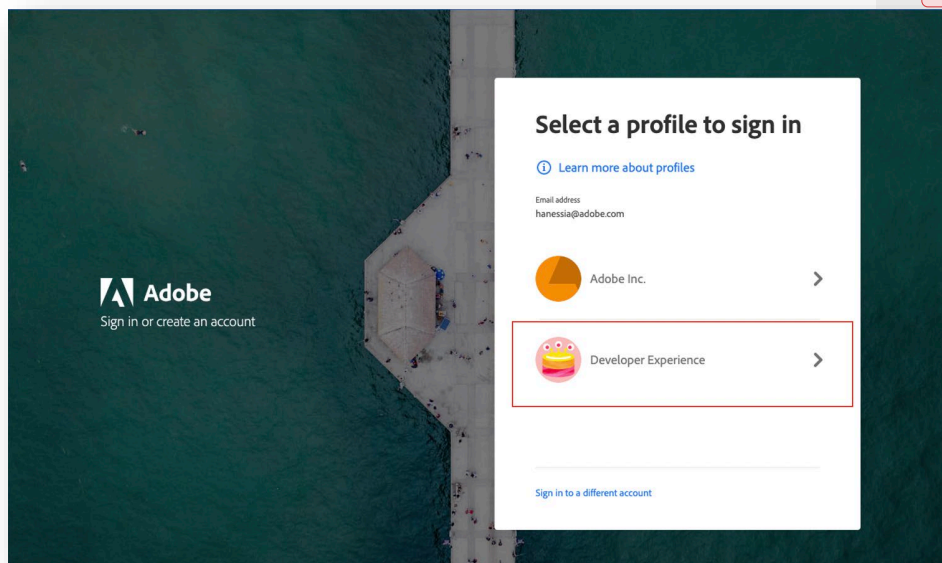 Adobe
Sign in or create an account
Select a profile to sign in
Learn more about profiles
Email address
hanessia@adobe.com
Adobe Inc.
Developer Experience
Sign in to a different account